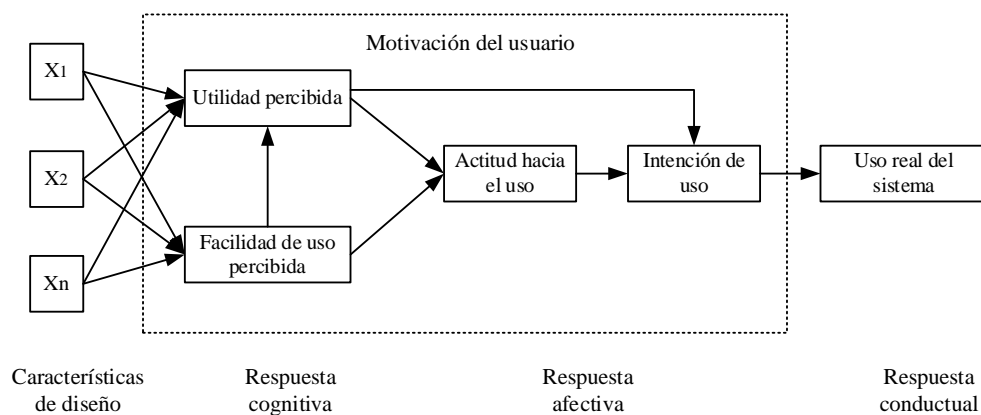 Motivación del usuario
X1
X2
Xn
Utilidad percibida
Facilidad de uso
percibida
Actitud hacia
el uso
Intención de
uso
Uso real del
sistema
Características
de diseño
Respuesta
cognitiva
Respuesta
afectiva
Respuesta
conductual